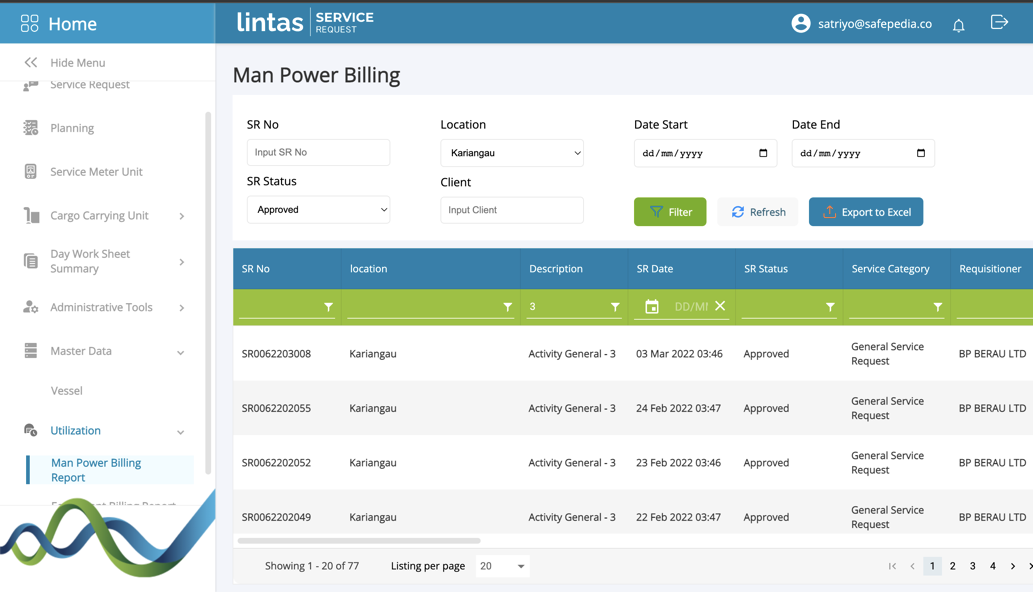 Home
lintas SERVICE REQUEST
satriyo@safepedia.co
Hide Menu
Service Request
Planning
Service Meter Unit
Cargo Carrying Unit
Day Work Sheet
Summary
Administrative Tools
Master Data
Vessel
Utilization
Man Power Billing
Report
Man Power Billing
SR No
Location
Date Start
Date End
Input SR No
Kariangau
dd/mm/yyyy
dd/mm/yyyy
SR Status
Client
Approved
Input Client
Filter
Refresh
Export to Excel
SR No location Description SR Date SR Status Service Category Requisitioner
3 DD/M
SR0062203008 Kariangau Activity General - 3 03 Mar 2022 03:46 Approved General Service Request BP BERAU LTD
SR0062202055 Kariangau Activity General - 3 24 Feb 2022 03:47 Approved General Service Request BP BERAU LTD
SR0062202052 Kariangau Activity General - 3 23 Feb 2022 03:46 Approved General Service Request BP BERAU LTD
SR0062202049 Kariangau Activity General - 3 22 Feb 2022 03:47 Approved General Service Request BP BERAU LTD
Showing 1 - 20 of 77 Listing per page 20 1 2 3 4